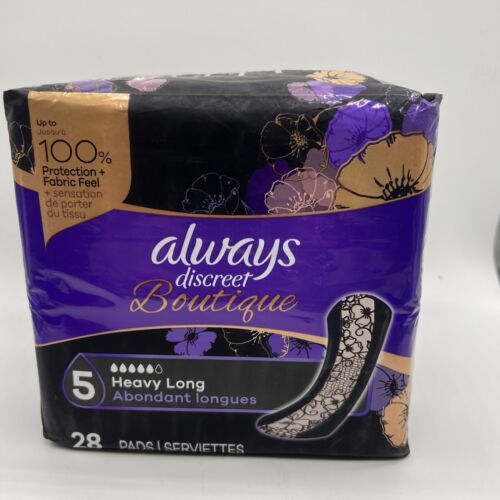 Up to
Jusqu'à
100%
Protection +
Fabric Feel
+ sensation
de porter
du tissu
always
discreet
Boutique
5
Heavy Long
Abondant longues
28 PADS | SERVIETTES